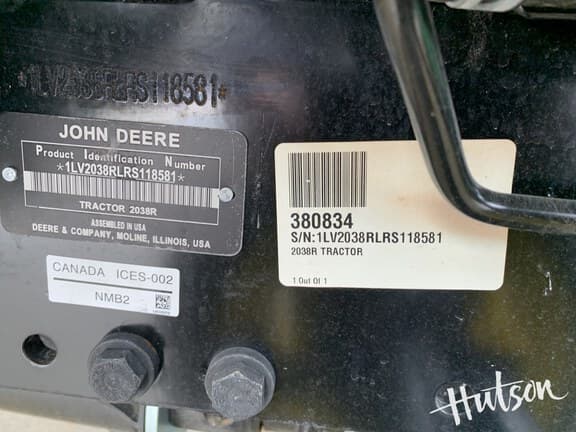 *1LV2038RLRS118581*
JOHN DEERE
Product Identification Number
*1LV2038RLRS118581*
TRACTOR 2038R
ASSEMBLED IN USA
DEERE & COMPANY, MOLINE, ILLINOIS, USA
CANADA ICES-002
NMB2
380834
S/N:1LV2038RLRS118581
2038R TRACTOR
1 Out Of 1
Hutson